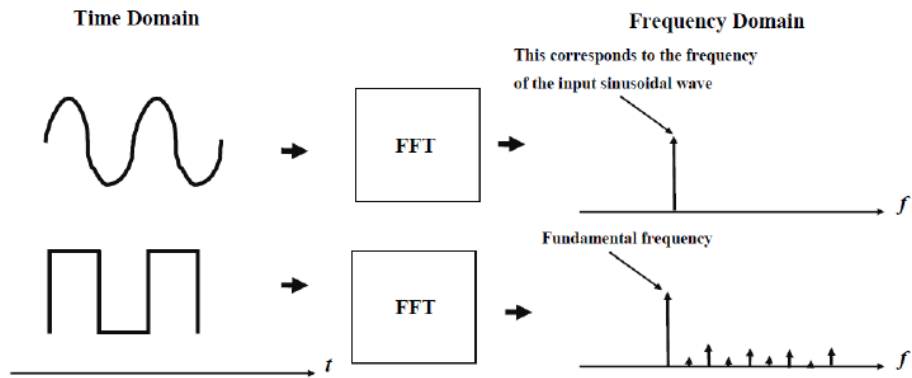 Time Domain
Frequency Domain
This corresponds to the frequency
of the input sinusoidal wave
FFT
f
Fundamental frequency
FFT
t
f